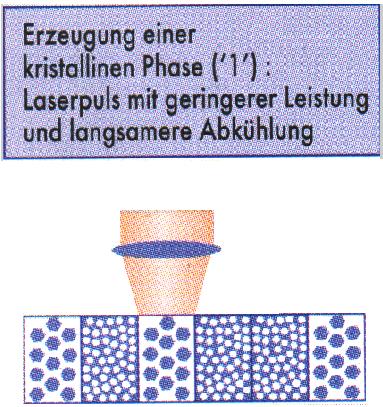 Erzeugung einer
kristallinen Phase ('1') :
Laserpuls mit geringerer Leistung
und langsamere Abkühlung